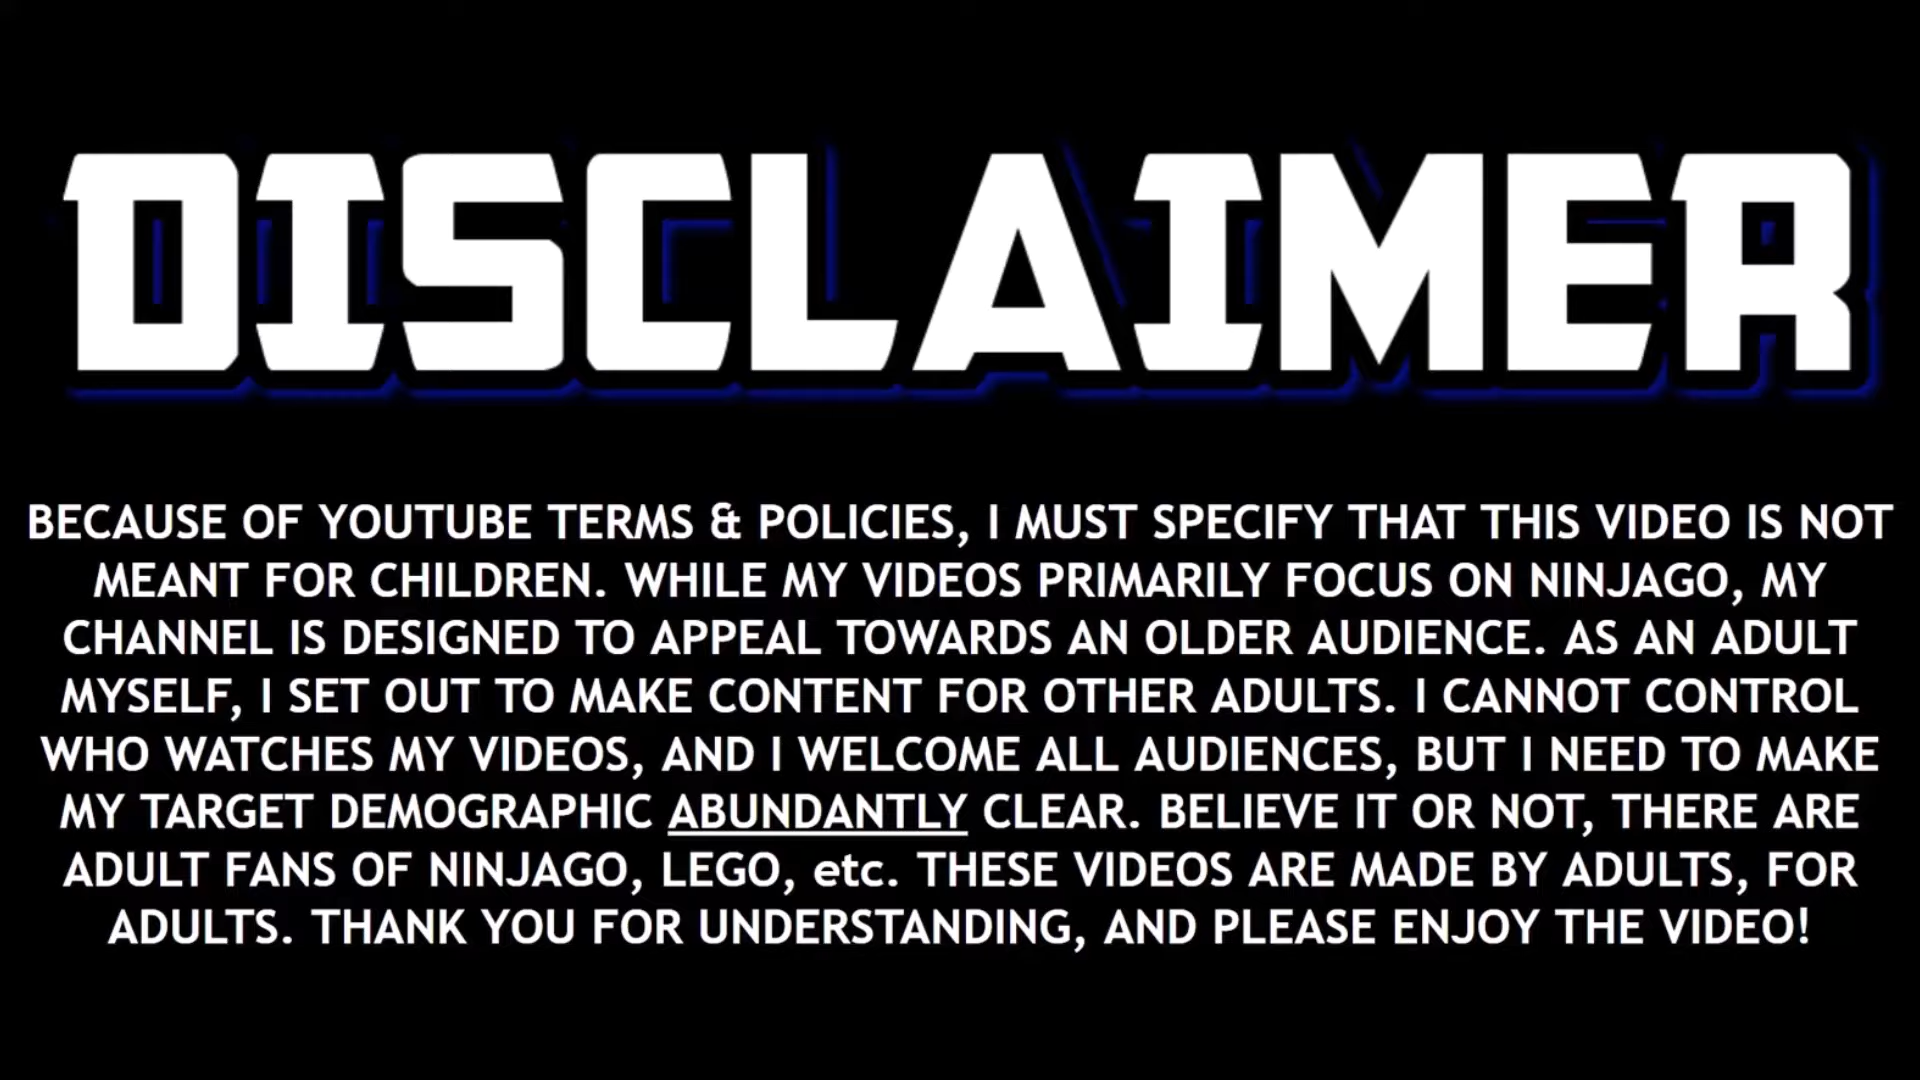 DISCLAIMER
BECAUSE OF YOUTUBE TERMS & POLICIES, I MUST SPECIFY THAT THIS VIDEO IS NOT
MEANT FOR CHILDREN. WHILE MY VIDEOS PRIMARILY FOCUS ON NINJAGO, MY
CHANNEL IS DESIGNED TO APPEAL TOWARDS AN OLDER AUDIENCE. AS AN ADULT
MYSELF, I SET OUT TO MAKE CONTENT FOR OTHER ADULTS. I CANNOT CONTROL
WHO WATCHES MY VIDEOS, AND I WELCOME ALL AUDIENCES, BUT I NEED TO MAKE
MY TARGET DEMOGRAPHIC ABUNDANTLY CLEAR. BELIEVE IT OR NOT, THERE ARE
ADULT FANS OF NINJAGO, LEGO, etc. THESE VIDEOS ARE MADE BY ADULTS, FOR
ADULTS. THANK YOU FOR UNDERSTANDING, AND PLEASE ENJOY THE VIDEO!